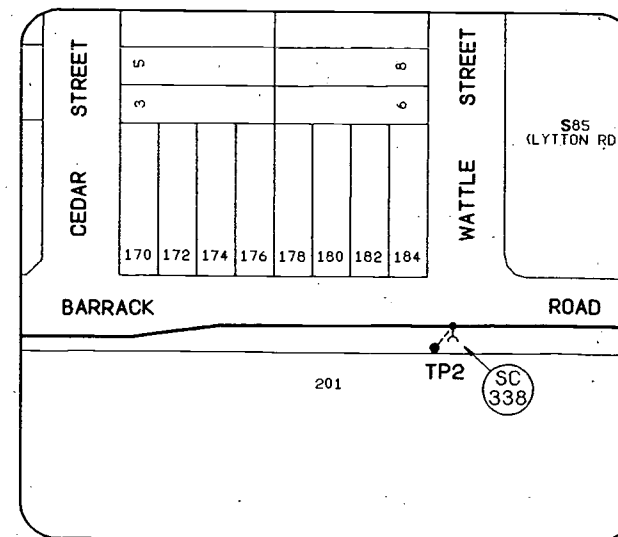 CEDAR STREET
5
3
8
6
WATTLE STREET
S85
(LYTTON RD
170 172 174 176 178 180 182 184
BARRACK ROAD
TP2
SC
338
201